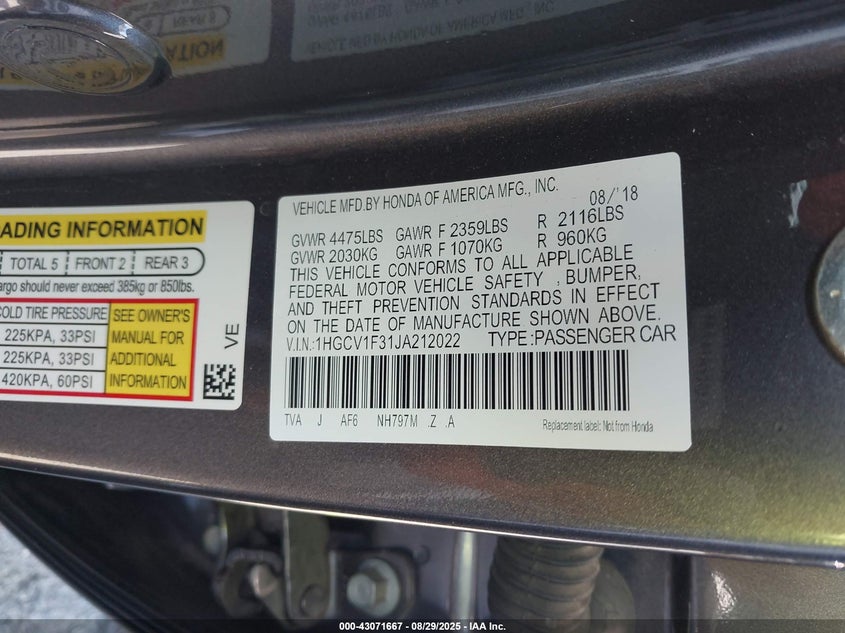 VEHICLE MFD.BY HONDA OF AMERICA MFG., INC.
08/'18
GVWR 4475LBS GAWR F 2359LBS R 2116LBS
GVWR 2030KG GAWR F 1070KG R 960KG
THIS VEHICLE CONFORMS TO ALL APPLICABLE
FEDERAL MOTOR VEHICLE SAFETY , BUMPER,
AND THEFT PREVENTION STANDARDS IN EFFECT
ON THE DATE OF MANUFACTURE SHOWN ABOVE.
V.I.N.:1HGCV1F31JA212022 TYPE:PASSENGER CAR
TVA J AF6 NH797M .Z .A
Replacement label: Not from Honda
ADING INFORMATION
TOTAL 5 FRONT 2 REAR 3
argo should never exceed 385kg or 850lbs.
COLD TIRE PRESSURE
225KPA, 33PSI
225KPA, 33PSI
420KPA, 60PSI
SEE OWNER'S
MANUAL FOR
ADDITIONAL
INFORMATION
VE
000-43071667 - 08/29/2025 - IAA Inc.